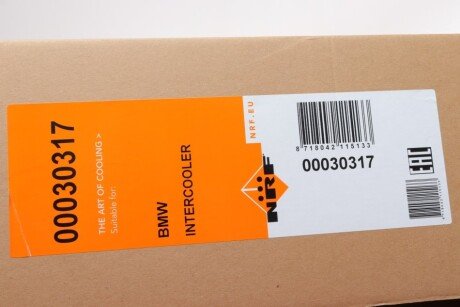 00030317
THE ART OF COOLING >
Suitable for:
BMW
INTERCOOLER
NRF.EU
NRF
8 718042 115133
00030317
EAC